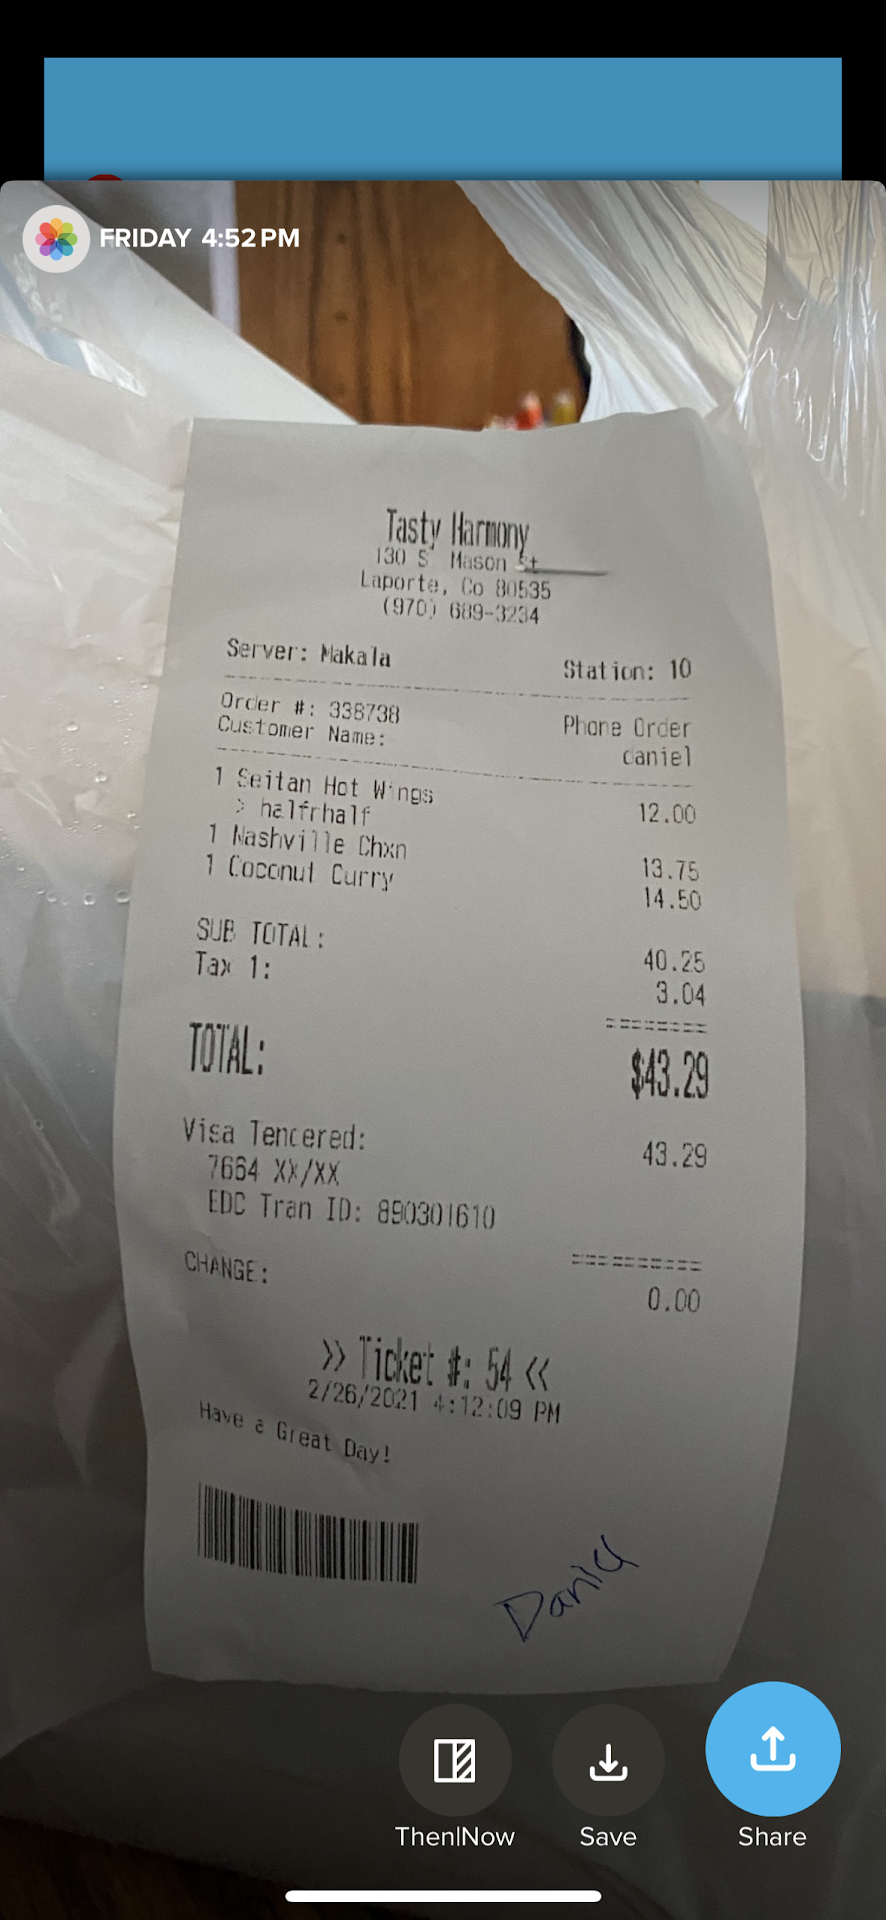 FRIDAY 4:52 PM
Tasty Harmony
130 S Mason St
Laporte, Co 80535
(970) 689-3234
Server: Makala Station: 10
Order #: 338738 Phone Order
Customer Name: daniel
1 Seitan Hot Wings 12.00
> halfrhalf
1 Nashville Chxn 13.75
1 Coconut Curry 14.50
SUB TOTAL: 40.25
Tax 1: 3.04
========
TOTAL: $43.29
Visa Tendered: 43.29
7664 XX/XX
EDC Tran ID: 890301610
==========
CHANGE: 0.00
>> Ticket #: 54 <<
2/26/2021 4:12:09 PM
Have a Great Day!
Daniel
Then|Now Save Share